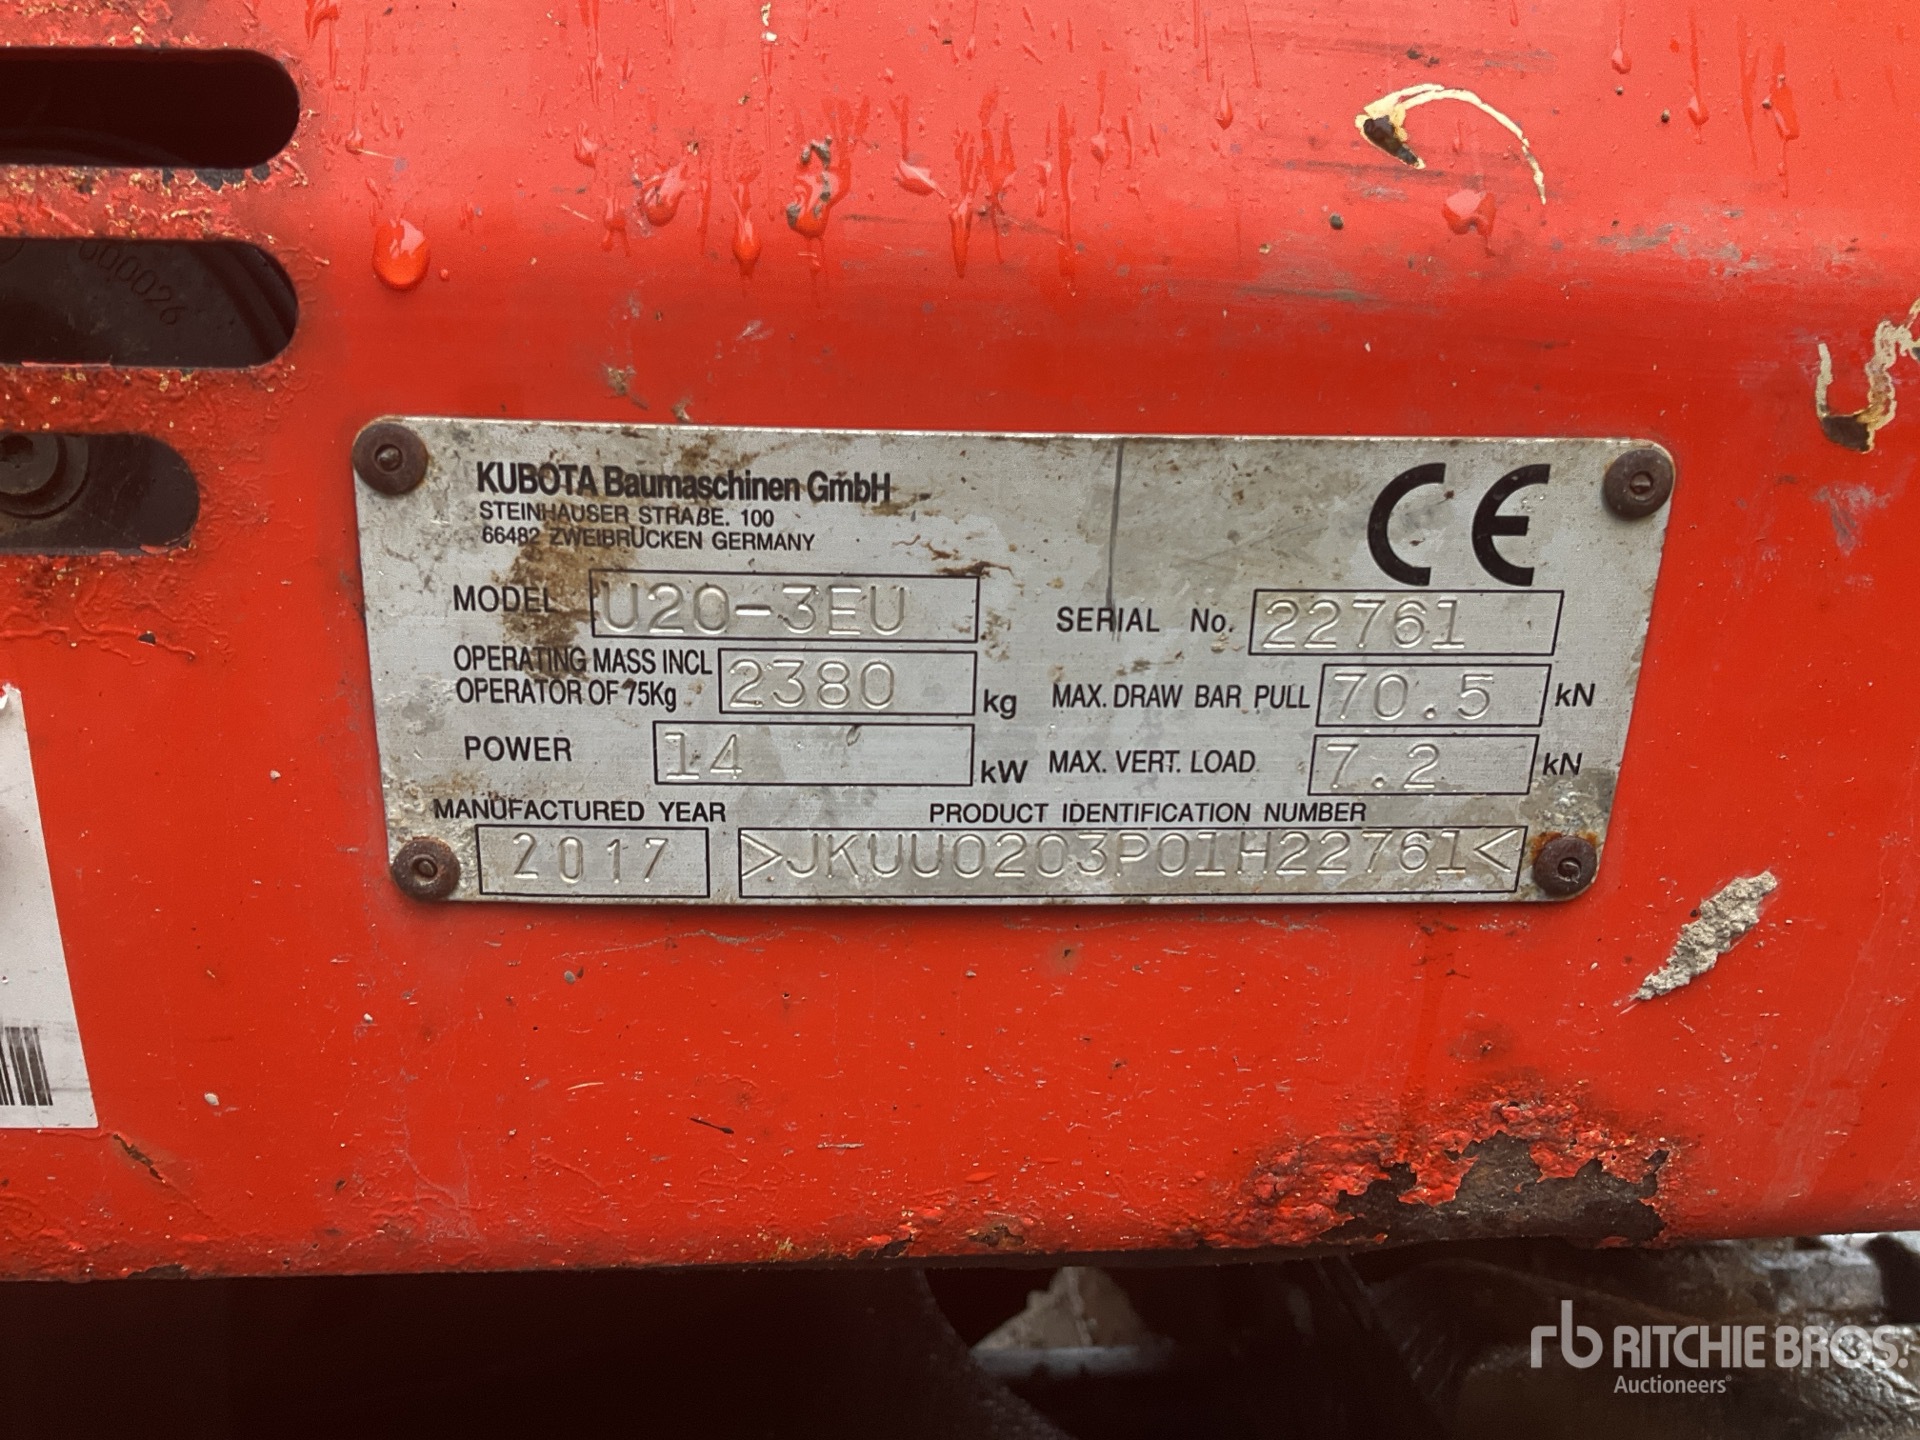 000026
KUBOTA Baumaschinen GmbH
STEINHAUSER STRAßE. 100
66482 ZWEIBRÜCKEN GERMANY
CE
MODEL U20-3EU
SERIAL No. 22761
OPERATING MASS INCL
OPERATOR OF 75Kg 2380 kg
MAX. DRAW BAR PULL 70.5 kN
POWER 14 kW
MAX. VERT. LOAD 7.2 kN
MANUFACTURED YEAR
2017
PRODUCT IDENTIFICATION NUMBER
>JKUU0203P01H22761<
rb RITCHIE BROS.
Auctioneers